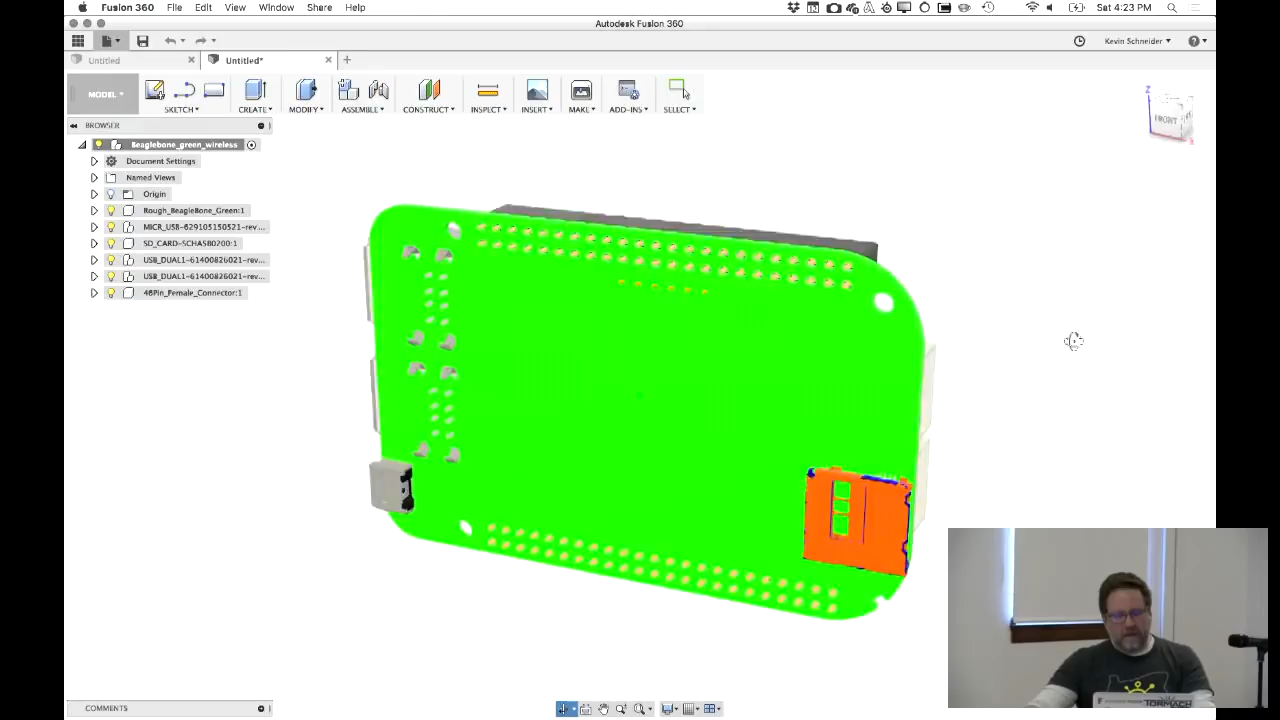 Fusion 360 File Edit View Window Share Help Sat 4:23 PM
Autodesk Fusion 360
Kevin Schneider
Untitled Untitled*
MODEL SKETCH CREATE MODIFY ASSEMBLE CONSTRUCT INSPECT INSERT MAKE ADD-INS SELECT
BROWSER
Beaglebone_green_wireless
Document Settings
Named Views
Origin
Rough_BeagleBone_Green:1
MICR_USB-629105150521-rev...
SD_CARD-SCHA5B0200:1
USB_DUAL1-61400826021-rev...
USB_DUAL1-61400826021-rev...
46Pin_Female_Connector:1
Z
FRONT
X
TORMACH
COMMENTS